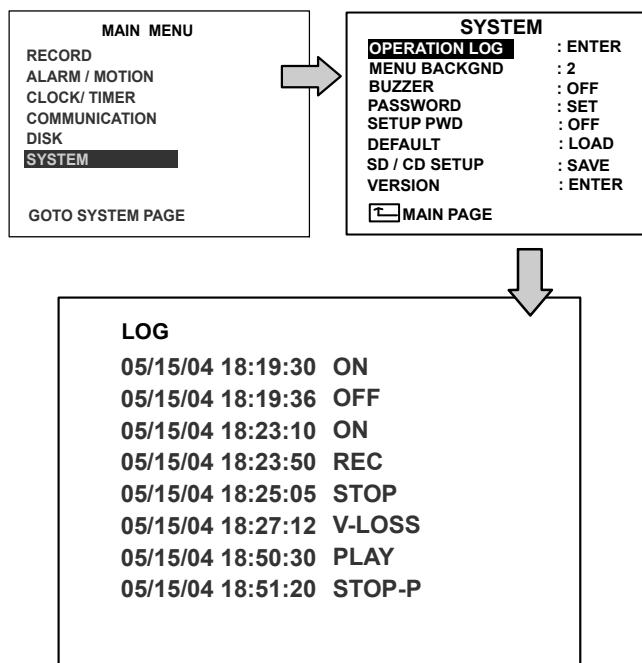 MAIN MENU
RECORD
ALARM / MOTION
CLOCK/ TIMER
COMMUNICATION
DISK
SYSTEM
GOTO SYSTEM PAGE
SYSTEM
OPERATION LOG : ENTER
MENU BACKGND : 2
BUZZER : OFF
PASSWORD : SET
SETUP PWD : OFF
DEFAULT : LOAD
SD / CD SETUP : SAVE
VERSION : ENTER
MAIN PAGE
LOG
05/15/04 18:19:30 ON
05/15/04 18:19:36 OFF
05/15/04 18:23:10 ON
05/15/04 18:23:50 REC
05/15/04 18:25:05 STOP
05/15/04 18:27:12 V-LOSS
05/15/04 18:50:30 PLAY
05/15/04 18:51:20 STOP-P